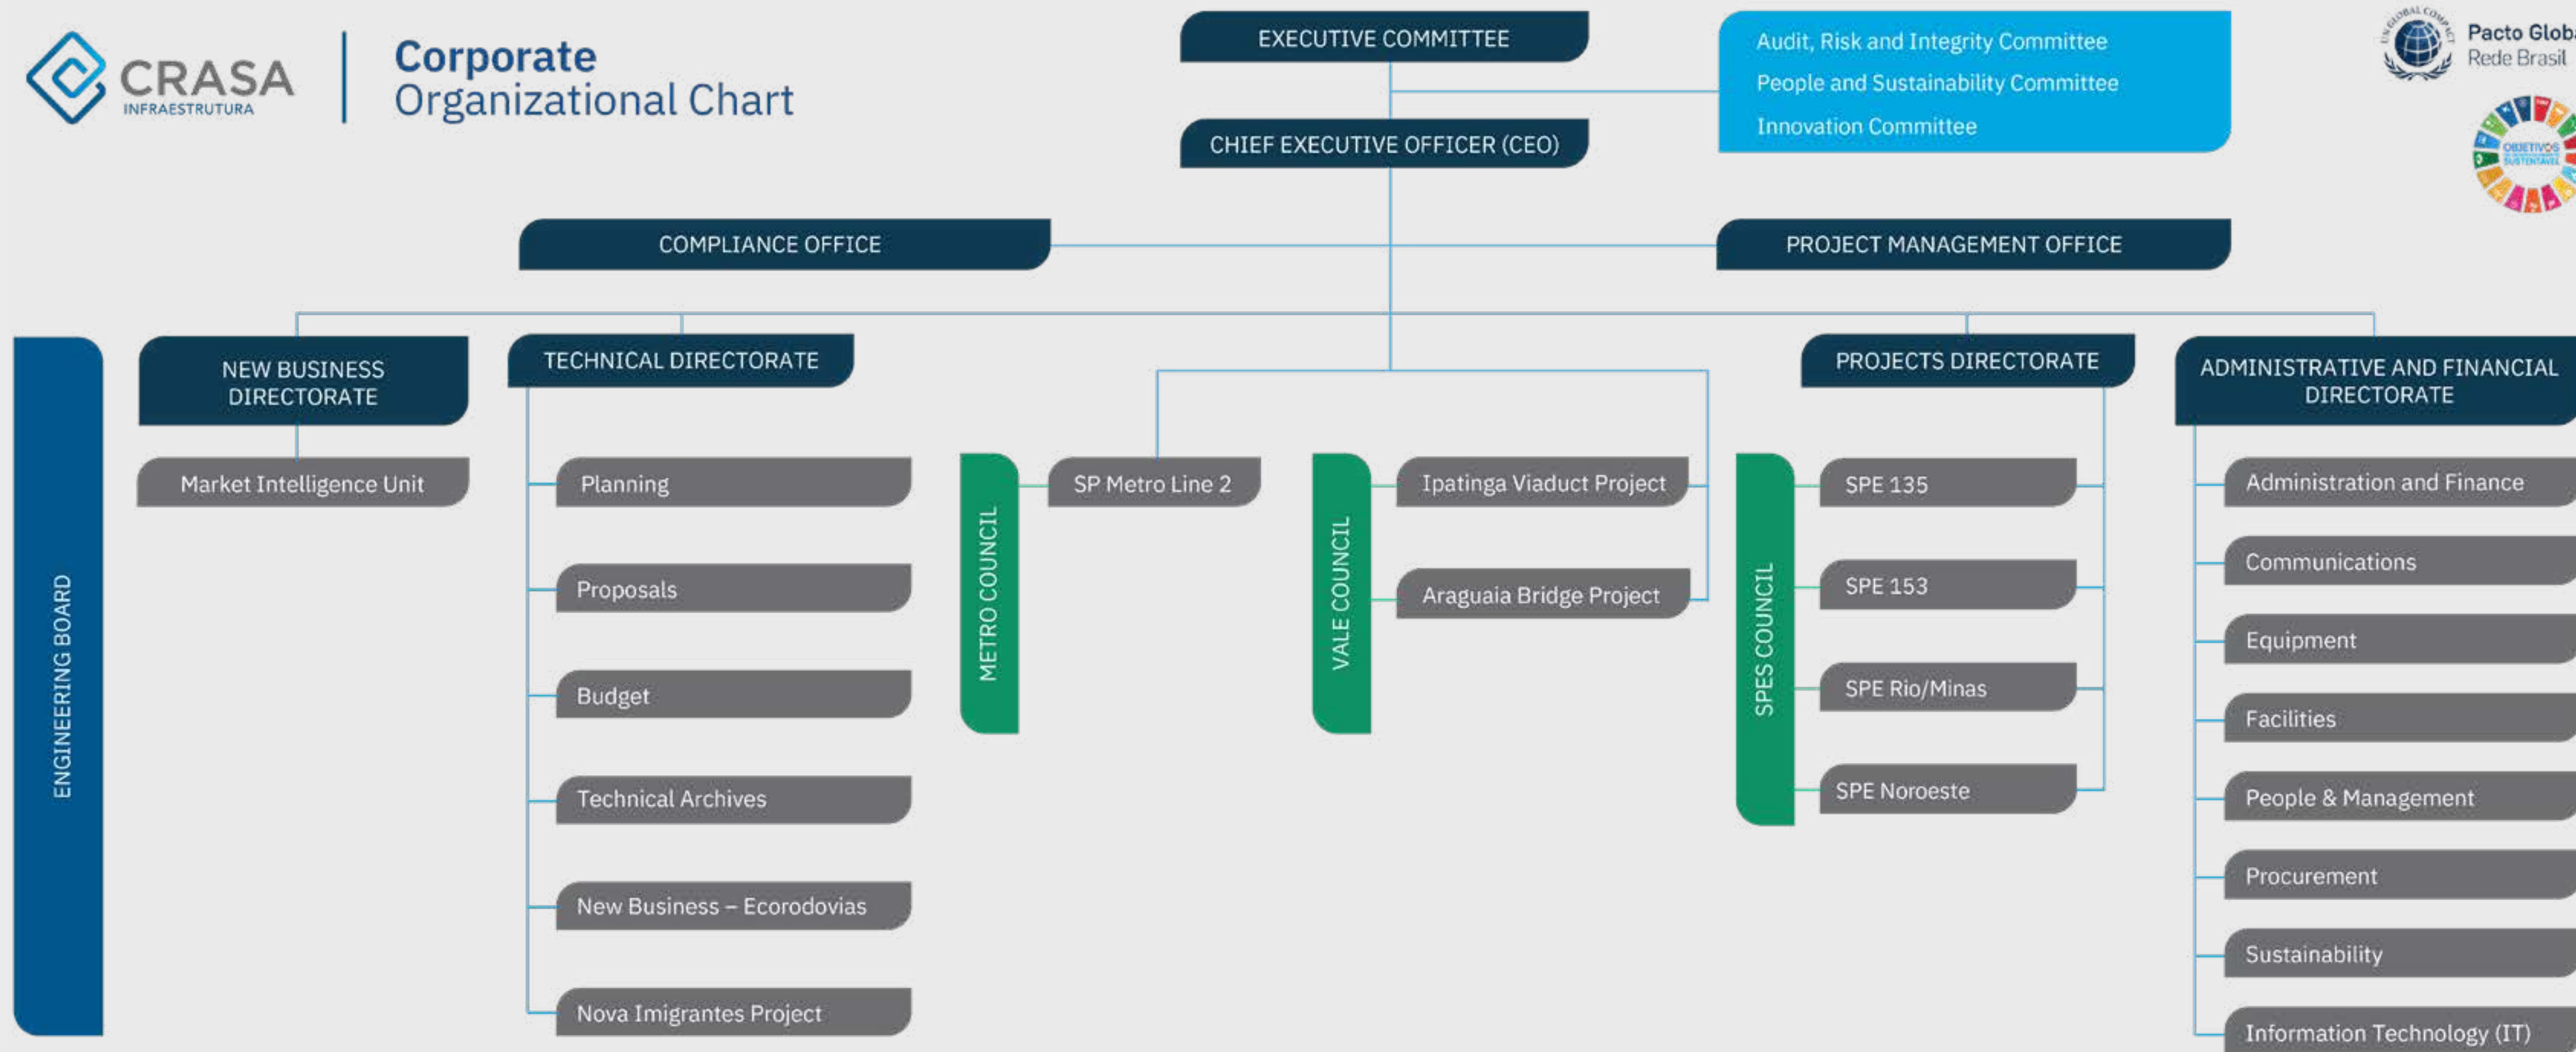 CRASA
INFRAESTRUTURA
Corporate
Organizational Chart
EXECUTIVE COMMITTEE
Audit, Risk and Integrity Committee
People and Sustainability Committee
Innovation Committee
Pacto
Rede Brasil
CHIEF EXECUTIVE OFFICER (CEO)
OBJETIVOS
COMPLIANCE OFFICE
PROJECT MANAGEMENT OFFICE
ENGINEERING BOARD
NEW BUSINESS
DIRECTORATE
Market Intelligence Unit
TECHNICAL DIRECTORATE
Planning
Proposals
Budget
Technical Archives
New Business – Ecorodovias
Nova Imigrantes Project
METRO COUNCIL
SP Metro Line 2
VALE COUNCIL
Ipatinga Viaduct Project
Araguaia Bridge Project
PROJECTS DIRECTORATE
SPES COUNCIL
SPE 135
SPE 153
SPE Rio/Minas
SPE Noroeste
ADMINISTRATIVE AND FINANCIAL
DIRECTORATE
Administration and Finance
Communications
Equipment
Facilities
People & Management
Procurement
Sustainability
Information Technology (IT)